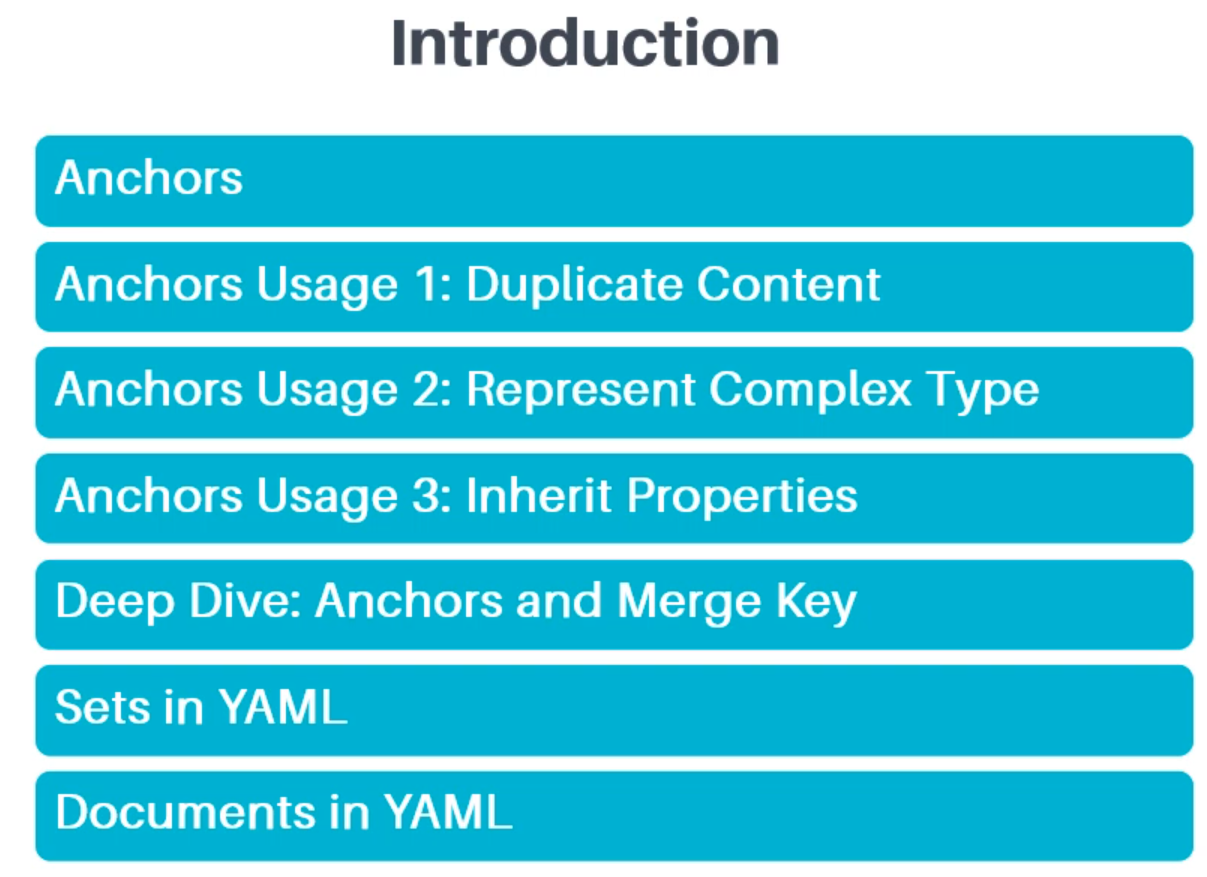 Introduction
Anchors
Anchors Usage 1: Duplicate Content
Anchors Usage 2: Represent Complex Type
Anchors Usage 3: Inherit Properties
Deep Dive: Anchors and Merge Key
Sets in YAML
Documents in YAML